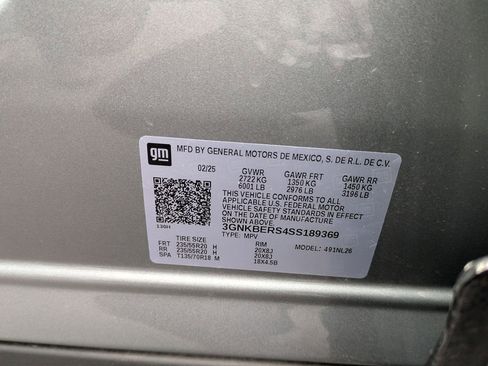 gm
MFD BY GENERAL MOTORS DE MEXICO, S. DE R.L. DE C.V.
02/25 GVWR GAWR FRT GAWR RR
2722 KG 1350 KG 1450 KG
6001 LB 2976 LB 3196 LB
THIS VEHICLE CONFORMS TO ALL
APPLICABLE U.S. FEDERAL MOTOR
VEHICLE SAFETY STANDARDS IN EFFECT
ON THE DATE OF MANUFACTURE
SHOWN ABOVE.
3GNKBERS4SS189369
TYPE: MPV MODEL: 491NL26
TIRE SIZE RIM
FRT 235/55R20 H 20X8J
RR 235/55R20 H 20X8J
SPA T135/70R18 M 18X4.5B